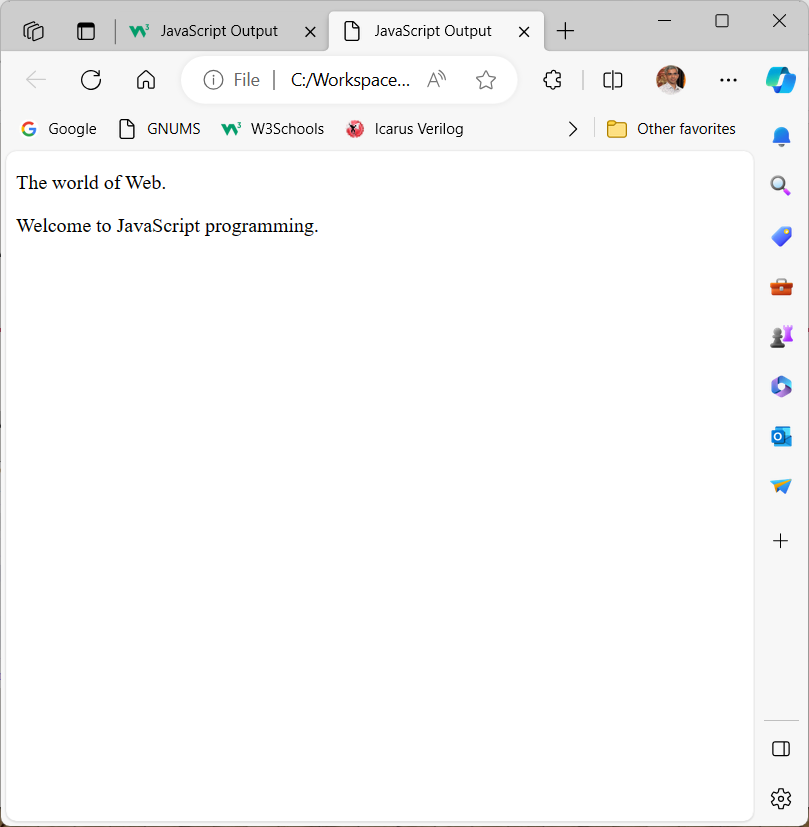 JavaScript Output
JavaScript Output
File
C:/Workspace...
Google
GNUMS
W3Schools
Icarus Verilog
Other favorites
The world of Web.
Welcome to JavaScript programming.